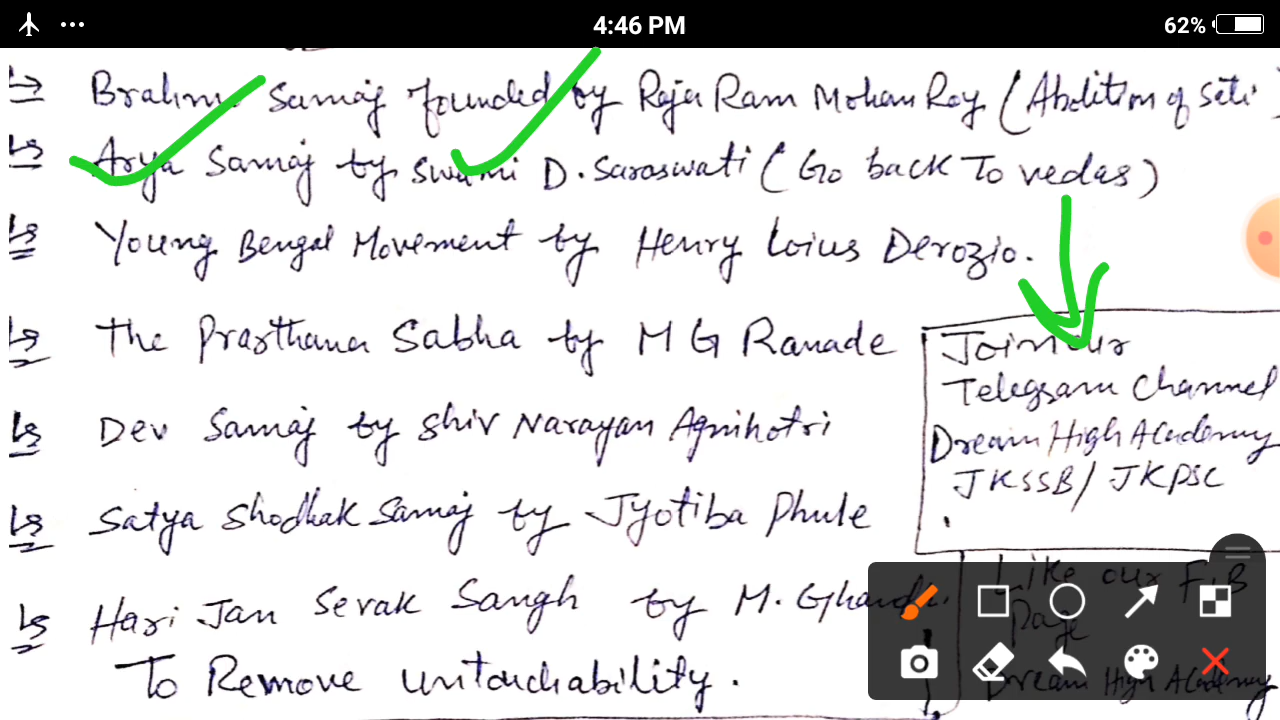 4:46 PM
62%
Brahmo Samaj founded by Raja Ram Mohan Roy (Abolition of Sati)
Arya Samaj by Swami D. Saraswati (Go back To vedas)
Young Bengal Movement by Henry Loius Derozio.
The Prarthana Sabha by M G Ranade
Dev Samaj by Shiv Narayan Agnihotri
Satya Shodhak Samaj by Jyotiba Phule
Hari Jan Sevak Sangh by M. Ghandhi.
To Remove untouchability.
Join our
Telegram Channel
Dream High Academy
JKSSB/ JKPSC
Like our F.B
Page
Dream High Academy